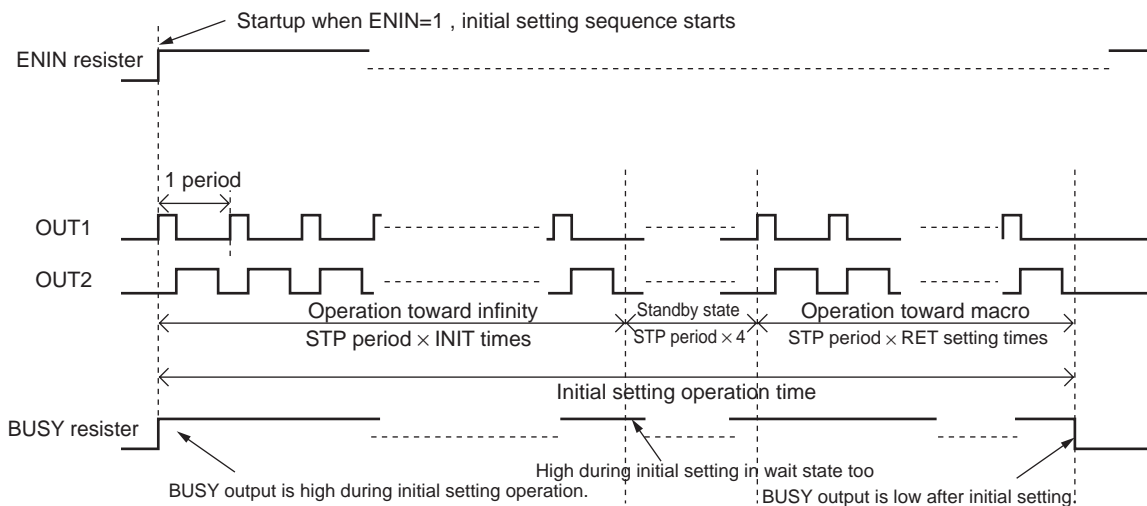 Startup when ENIN=1 , initial setting sequence starts
ENIN resister
1 period
OUT1
OUT2
Operation toward infinity
STP period × INIT times
Standby state
STP period × 4
Operation toward macro
STP period × RET setting times
Initial setting operation time
BUSY resister
High during initial setting in wait state too
BUSY output is high during initial setting operation.
BUSY output is low after initial setting.